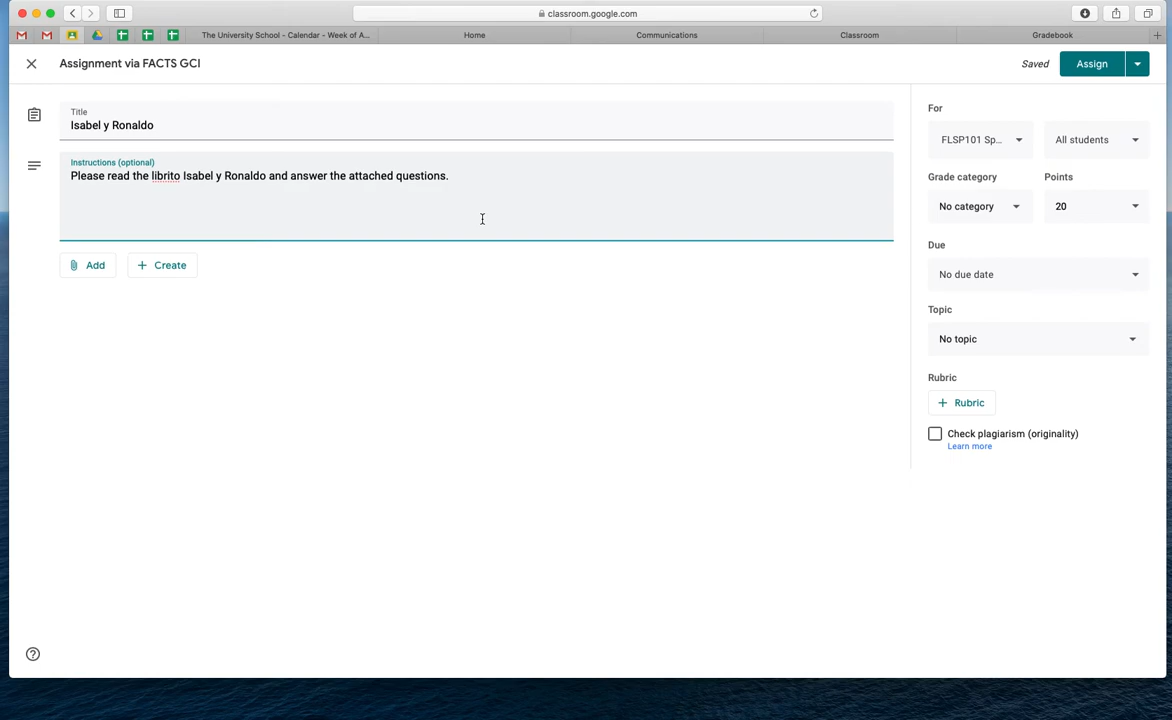 classroom.google.com
The University School - Calendar - Week of A...
Home
Communications
Classroom
Gradebook
Assignment via FACTS GCI
Saved
Assign
Title
Isabel y Ronaldo
Instructions (optional)
Please read the librito Isabel y Ronaldo and answer the attached questions.
Add
Create
For
FLSP101 Sp...
All students
Grade category
Points
No category
20
Due
No due date
Topic
No topic
Rubric
Rubric
Check plagiarism (originality)
Learn more